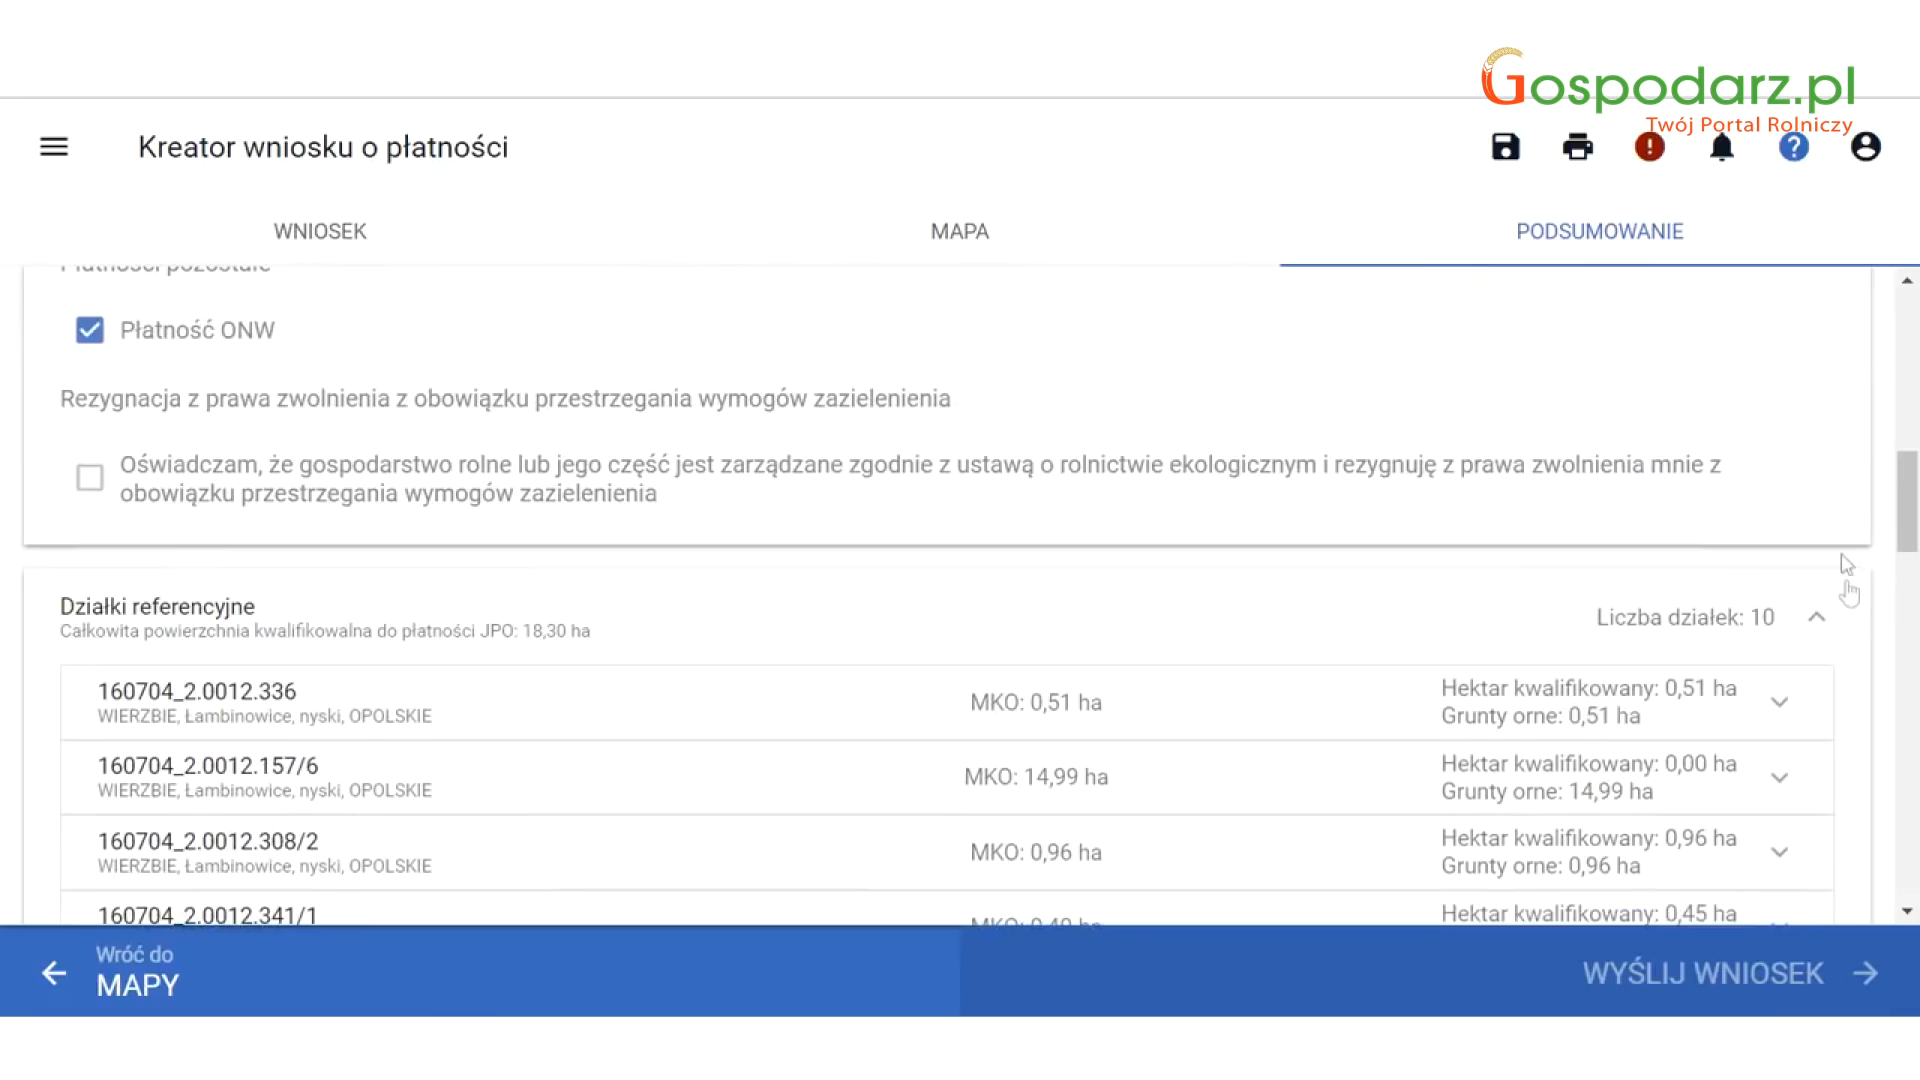 Gospodarz.pl
Twój Portal Rolniczy
Kreator wniosku o płatności
WNIOSEK
MAPA
PODSUMOWANIE
Płatności pozostałe
Płatność ONW
Rezygnacja z prawa zwolnienia z obowiązku przestrzegania wymogów zazielenienia
Oświadczam, że gospodarstwo rolne lub jego część jest zarządzane zgodnie z ustawą o rolnictwie ekologicznym i rezygnuję z prawa zwolnienia mnie z
obowiązku przestrzegania wymogów zazielenienia
Działki referencyjne
Całkowita powierzchnia kwalifikowalna do płatności JPO: 18,30 ha
Liczba działek: 10
160704_2.0012.336
WIERZBIE, Łambinowice, nyski, OPOLSKIE
MKO: 0,51 ha
Hektar kwalifikowany: 0,51 ha
Grunty orne: 0,51 ha
160704_2.0012.157/6
WIERZBIE, Łambinowice, nyski, OPOLSKIE
MKO: 14,99 ha
Hektar kwalifikowany: 0,00 ha
Grunty orne: 14,99 ha
160704_2.0012.308/2
WIERZBIE, Łambinowice, nyski, OPOLSKIE
MKO: 0,96 ha
Hektar kwalifikowany: 0,96 ha
Grunty orne: 0,96 ha
160704_2.0012.341/1
MKO: 0,49 ha
Hektar kwalifikowany: 0,45 ha
Wróć do
MAPY
WYŚLIJ WNIOSEK